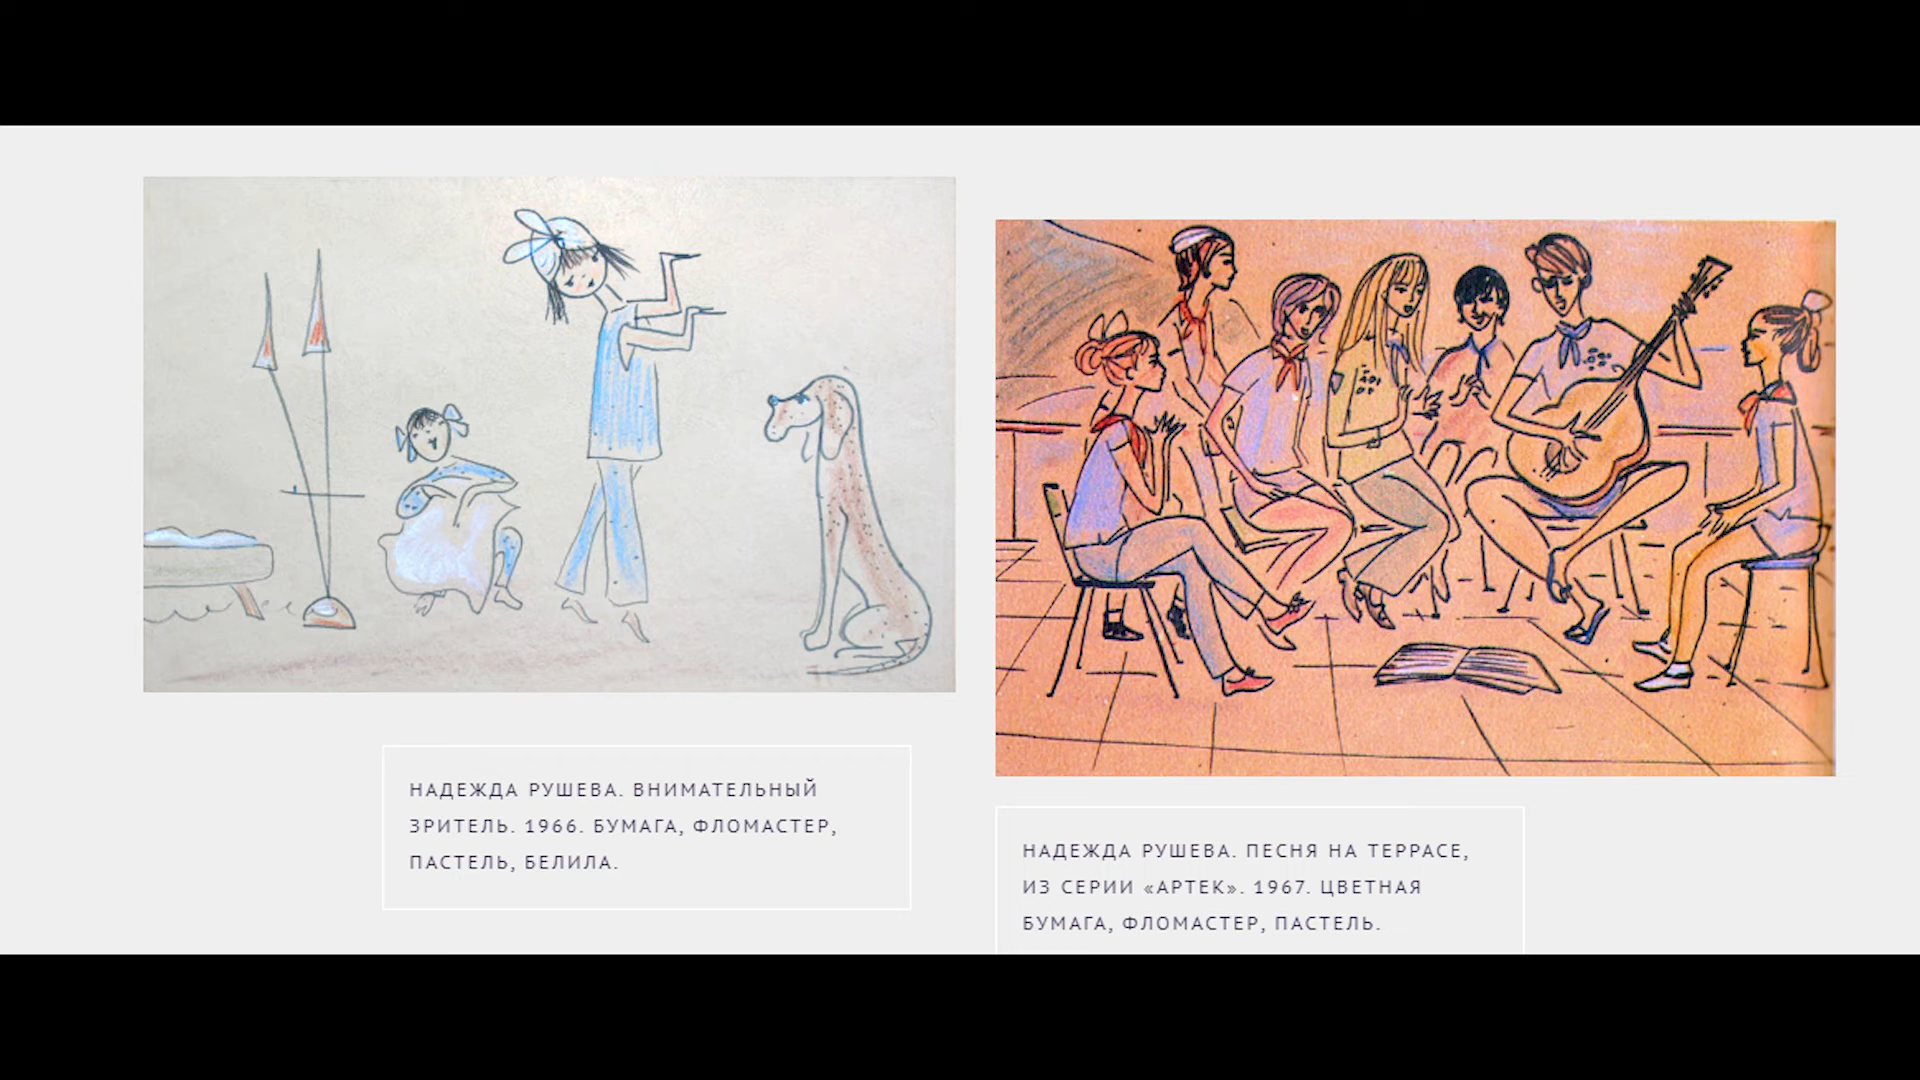 НАДЕЖДА РУШЕВА. ВНИМАТЕЛЬНЫЙ
ЗРИТЕЛЬ. 1966. БУМАГА, ФЛОМАСТЕР,
ПАСТЕЛЬ, БЕЛИЛА.
НАДЕЖДА РУШЕВА. ПЕСНЯ НА ТЕРРАСЕ,
ИЗ СЕРИИ «АРТЕК». 1967. ЦВЕТНАЯ
БУМАГА, ФЛОМАСТЕР, ПАСТЕЛЬ.